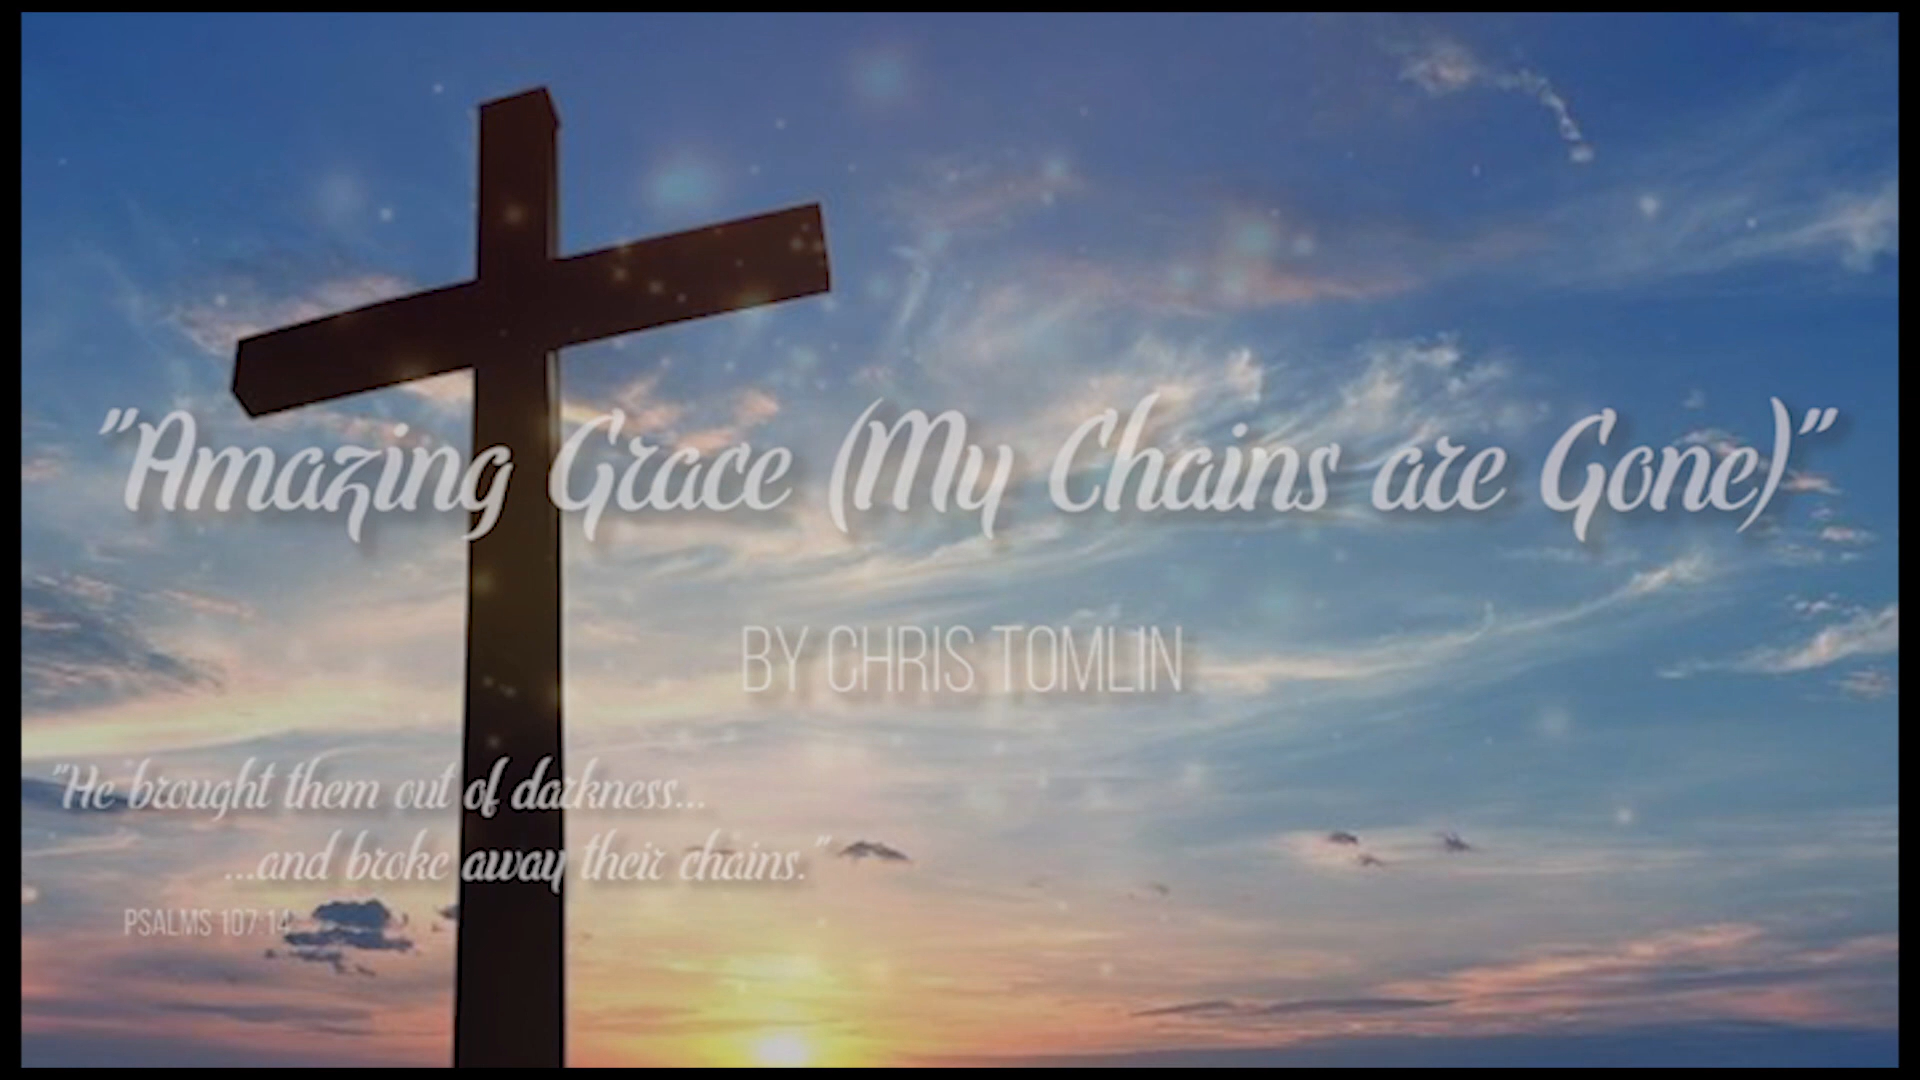 "Amazing Grace (My Chains are Gone)"
BY CHRIS TOMLIN
"He brought them out of darkness...
...and broke away their chains."
PSALMS 107:14